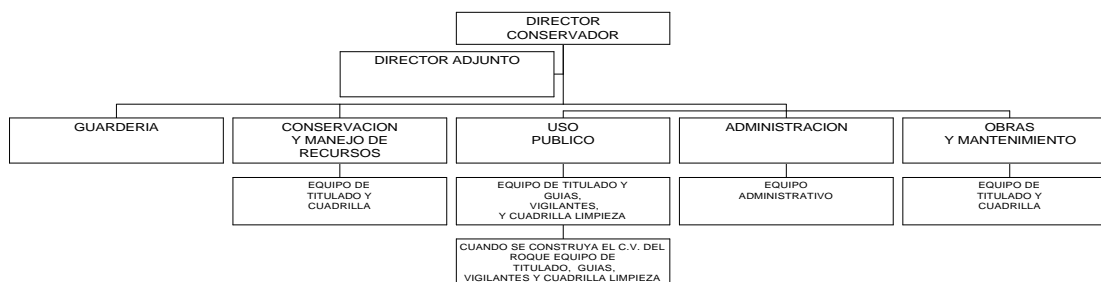 DIRECTOR
CONSERVADOR
DIRECTOR ADJUNTO
GUARDERIA
CONSERVACION
Y MANEJO DE
RECURSOS
USO
PUBLICO
ADMINISTRACION
OBRAS
Y MANTENIMIENTO
EQUIPO DE
TITULADO Y
CUADRILLA
EQUIPO DE TITULADO Y
GUIAS,
VIGILANTES,
Y CUADRILLA LIMPIEZA
EQUIPO
ADMINISTRATIVO
EQUIPO DE
TITULADO Y
CUADRILLA
CUANDO SE CONSTRUYA EL C.V. DEL
ROQUE EQUIPO DE
TITULADO, GUIAS,
VIGILANTES Y CUADRILLA LIMPIEZA